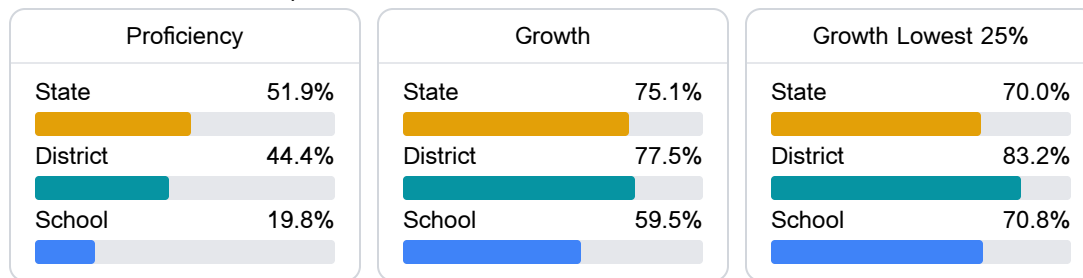 Proficiency
State 51.9%
District 44.4%
School 19.8%
Growth
State 75.1%
District 77.5%
School 59.5%
Growth Lowest 25%
State 70.0%
District 83.2%
School 70.8%